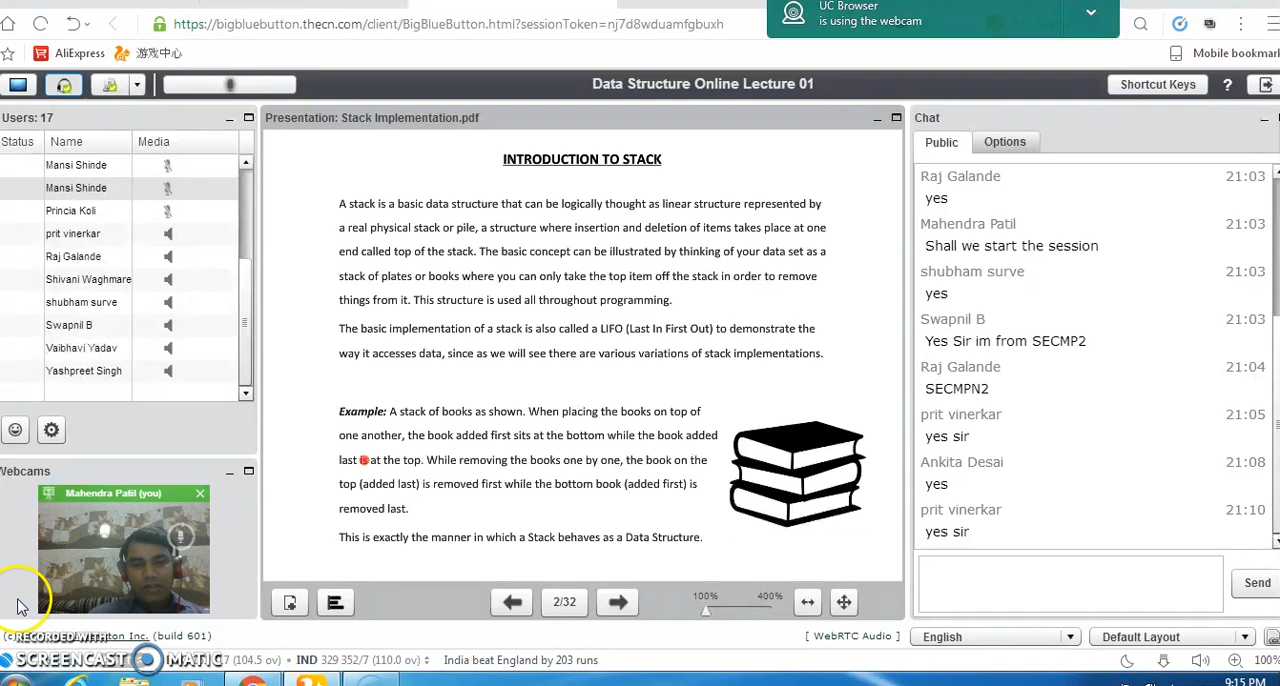 UC Browser
is using the webcam
https://bigbluebutton.thecn.com/client/BigBlueButton.html?sessionToken=nj7d8wduamfgbuxh
AliExpress
游戏中心
Mobile bookmar
Data Structure Online Lecture 01
Shortcut Keys
?
Users: 17
Status Name Media
Mansi Shinde
Mansi Shinde
Princia Koli
prit vinerkar
Raj Galande
Shivani Waghmare
shubham surve
Swapnil B
Vaibhavi Yadav
Yashpreet Singh
Webcams
Mahendra Patil (you)
Presentation: Stack Implementation.pdf
INTRODUCTION TO STACK
A stack is a basic data structure that can be logically thought as linear structure represented by
a real physical stack or pile, a structure where insertion and deletion of items takes place at one
end called top of the stack. The basic concept can be illustrated by thinking of your data set as a
stack of plates or books where you can only take the top item off the stack in order to remove
things from it. This structure is used all throughout programming.
The basic implementation of a stack is also called a LIFO (Last In First Out) to demonstrate the
way it accesses data, since as we will see there are various variations of stack implementations.
Example: A stack of books as shown. When placing the books on top of
one another, the book added first sits at the bottom while the book added
last is at the top. While removing the books one by one, the book on the
top (added last) is removed first while the bottom book (added first) is
removed last.
This is exactly the manner in which a Stack behaves as a Data Structure.
2/32
100%
400%
Chat
Public
Options
Raj Galande 21:03
yes
Mahendra Patil 21:03
Shall we start the session
shubham surve 21:03
yes
Swapnil B 21:03
Yes Sir im from SECMP2
Raj Galande 21:04
SECMPN2
prit vinerkar 21:05
yes sir
Ankita Desai 21:08
yes
prit vinerkar 21:10
yes sir
Send
Inc. (build 601)
[ WebRTC Audio ]
English
Default Layout
RECORDED WITH
SCREENCAST MATIC
(104.5 ov) • IND 329 352/7 (110.0 ov) India beat England by 203 runs
100%
9:15 PM